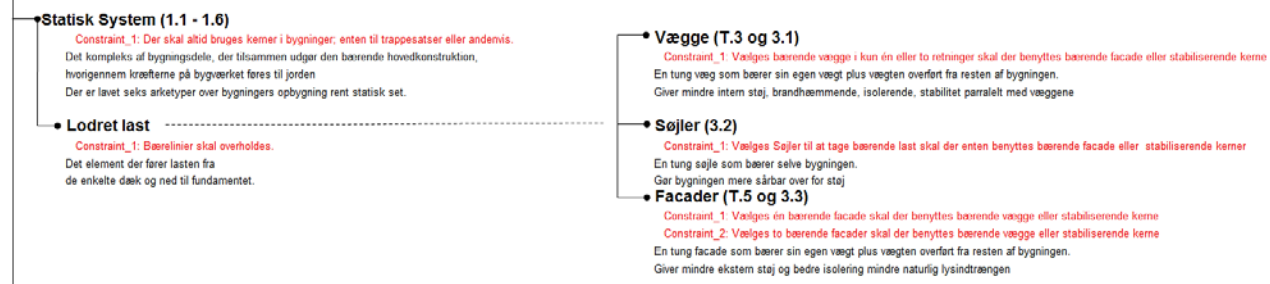 Statisk System (1.1 - 1.6)
Constraint_1: Der skal altid bruges kerner i bygninger; enten til trappesatser eller andenvis.
Det kompleks af bygningsdele, der tilsammen udgør den bærende hovedkonstruktion,
hvorigennem kræfterne på bygværket føres til jorden
Der er lavet seks arketyper over bygningers opbygning rent statisk set.
Lodret last
Constraint_1: Bærelinier skal overholdes.
Det element der fører lasten fra
de enkelte dæk og ned til fundamentet.
Vægge (T.3 og 3.1)
Constraint_1: Vælges bærende vægge i kun én eller to retninger skal der benyttes bærende facade eller stabiliserende kerne
En tung væg som bærer sin egen vægt plus vægten overført fra resten af bygningen.
Giver mindre intern støj, brandhæmmende, isolerende, stabilitet parralelt med væggene
Søjler (3.2)
Constraint_1: Vælges Søjler til at tage bærende last skal der enten benyttes bærende facade eller stabiliserende kerner
En tung søjle som bærer selve bygningen.
Gør bygningen mere sårbar over for støj
Facader (T.5 og 3.3)
Constraint_1: Vælges én bærende facade skal der benyttes bærende vægge eller stabiliserende kerne
Constraint_2: Vælges to bærende facader skal der benyttes bærende vægge eller stabiliserende kerne
En tung facade som bærer sin egen vægt plus vægten overført fra resten af bygningen.
Giver mindre ekstern støj og bedre isolering mindre naturlig lysindtrængen